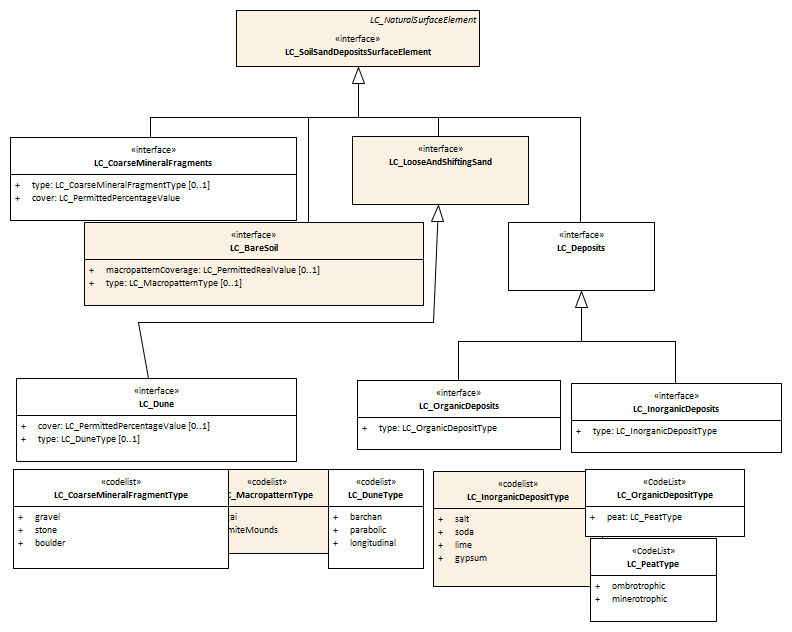 LC_NaturalSurfaceElement
«interface»
LC_SoilSandDepositsSurfaceElement
«interface»
LC_CoarseMineralFragments
+ type: LC_CoarseMineralFragmentType [0..1]
+ cover: LC_PermittedPercentageValue
«interface»
LC_LooseAndShiftingSand
«interface»
LC_BareSoil
+ macropatternCoverage: LC_PermittedRealValue [0..1]
+ type: LC_MacropatternType [0..1]
«interface»
LC_Deposits
«interface»
LC_Dune
+ cover: LC_PermittedPercentageValue [0..1]
+ type: LC_DuneType [0..1]
«interface»
LC_OrganicDeposits
+ type: LC_OrganicDepositType
«interface»
LC_InorganicDeposits
+ type: LC_InorganicDepositType
«codelist»
LC_CoarseMineralFragmentType
+ gravel
+ stone
+ boulder
«codelist»
C_MacropatternType
ai
miteMounds
«codelist»
LC_DuneType
+ barchan
+ parabolic
+ longitudinal
«codelist»
LC_InorganicDepositType
+ salt
+ soda
+ lime
+ gypsum
«CodeList»
LC_OrganicDepositType
+ peat: LC_PeatType
«CodeList»
LC_PeatType
+ ombrotrophic
+ minerotrophic